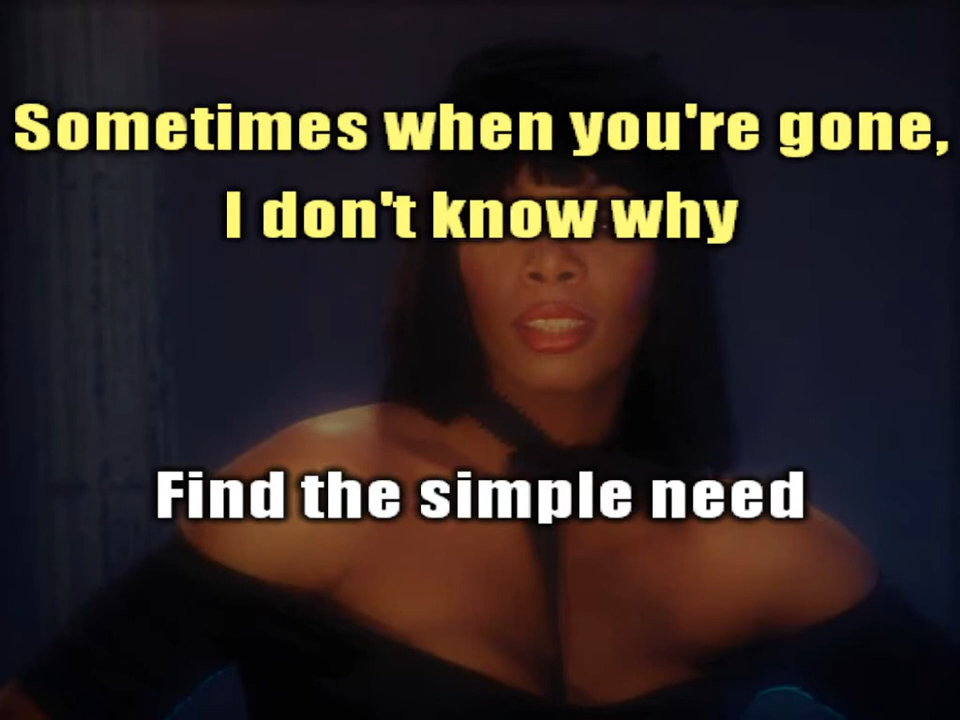 Sometimes when you're gone,
I don't know why
Find the simple need